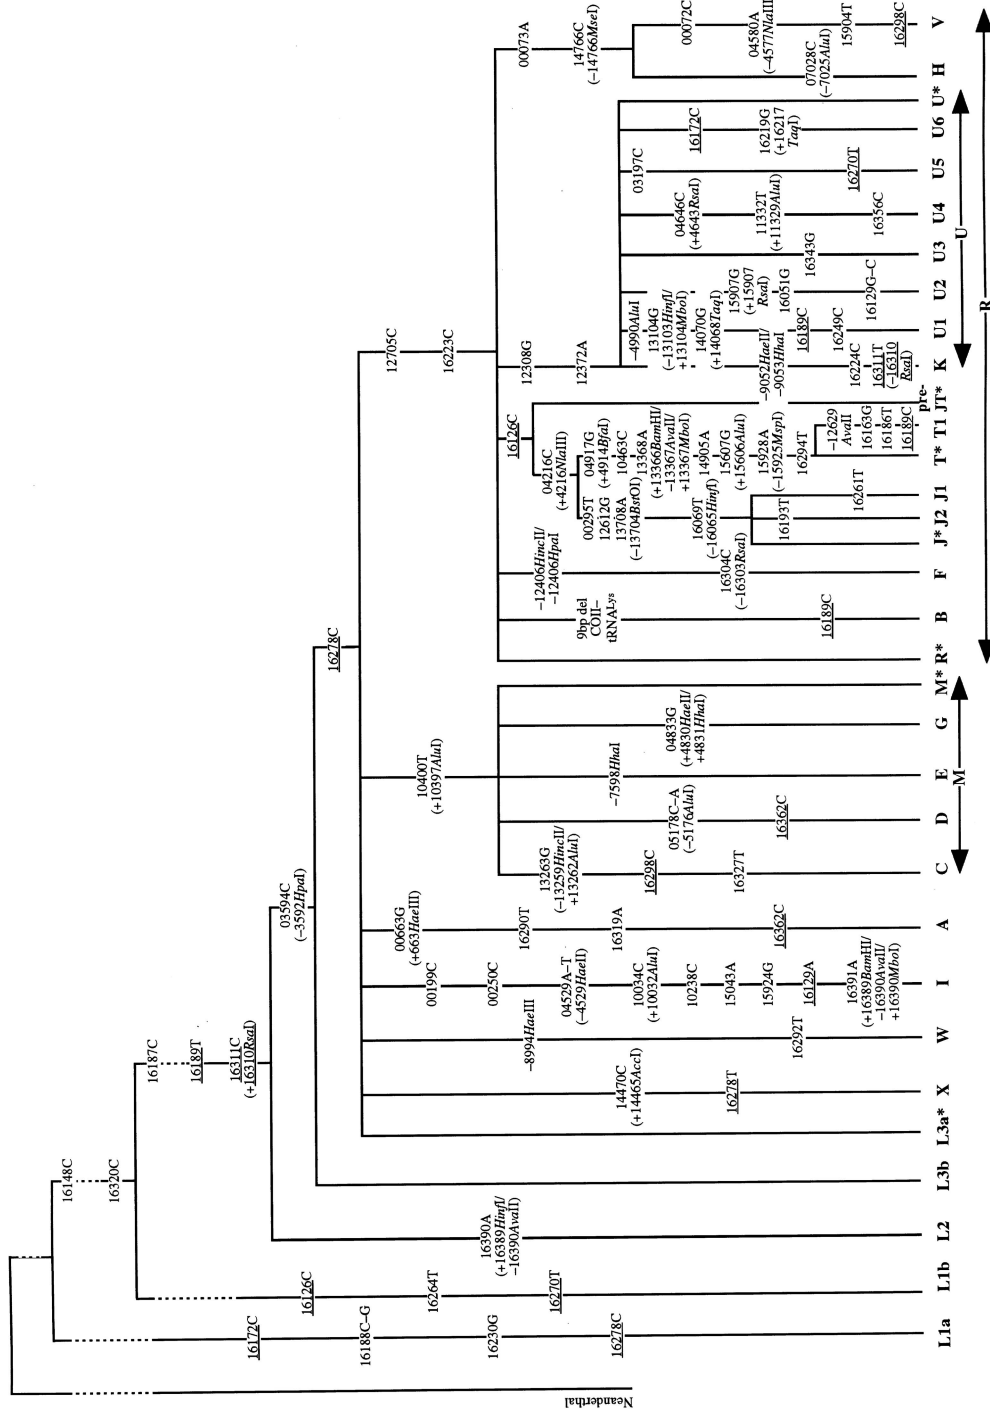 Neanderthal
16148C
16320C
16187C
16189T
16311C
(+16310RsaI)
03594C
(−3592HpaI)
16278C
16172C
16188C–G
16230G
16278C
L1a
16126C
16264T
16270T
L1b
16390A
(+16389HinfI/
−16390AvaII)
L2
L3b
L3a*
14470C
(+14465AccI)
16278T
X
−8994HaeIII
16292T
W
00199C
00250C
04529A–T
(−4529HaeII)
10034C
(+10032AluI)
10238C
15043A
15924G
16129A
16391A
(+16389BamHI/
−16390AvaII/
+16390MboI)
I
00663G
(+663HaeIII)
16290T
16319A
16362C
A
10400T
(+10397AluI)
13263G
(−13259HincII/
+13262AluI)
16298C
16327T
C
05178C–A
(−5176AluI)
16362C
D
−7598HhaI
E
04833G
(+4830HaeII/
+4831HhaI)
G
M*
M
12705C
16223C
R*
9bp del
COII–
tRNALys
16189C
B
−12406HincII/
−12406HpaI
16304C
(−16303RsaI)
F
16126C
04216C
(+4216NlaIII)
00295T
12612G
13708A
(−13704BstOI)
16069T
(−16065HinfI)
J*
16193T
J2
16261T
J1
04917G
(+4914BfaI)
10463C
13368A
(+13366BamHI/
−13367AvaII/
+13367MboI)
14905A
15607G
(+15606AluI)
15928A
(−15925MspI)
16294T
T*
−12629
AvaII
16163G
16186T
16189C
T1
pre-
JT*
12308G
12372A
−9052HaeII/
−9053HhaI
16224C
16311T
(−16310
RsaI)
K
−4990AluI
13104G
(−13103HinfI/
+13104MboI)
14070G
(+14068TaqI)
16189C
16249C
U1
15907G
(+15907
RsaI)
16051G
16129G–C
U2
16343G
U3
04646C
(+4643RsaI)
11332T
(+11329AluI)
16356C
U4
03197C
16270T
U5
16172C
16219G
(+16217
TaqI)
U6
U*
U
00073A
14766C
(−14766MseI)
07028C
(−7025AluI)
H
00072C
04580A
(−4577NlaIII)
15904T
16298C
V
R